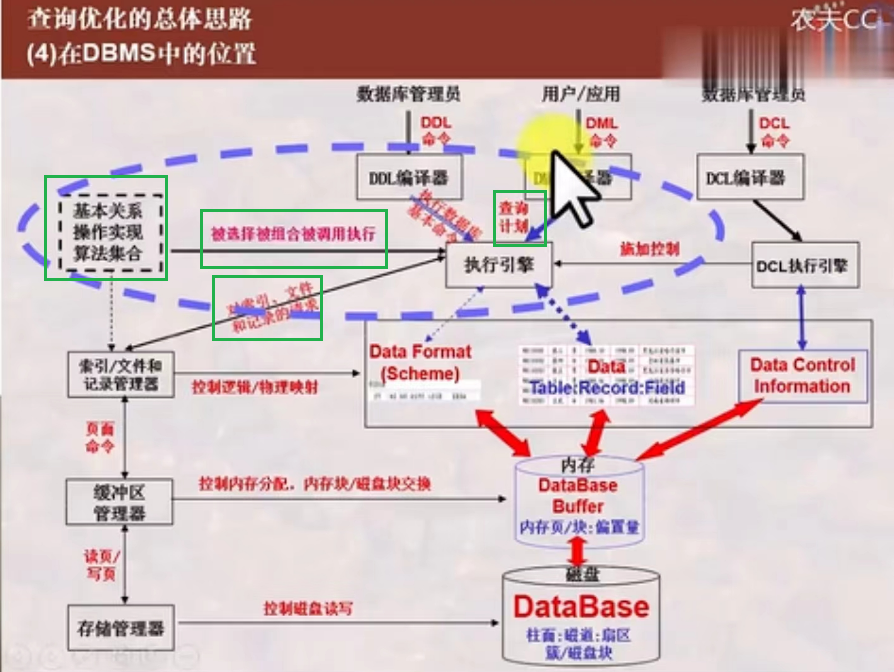 查询优化的总体思路
(4)在DBMS中的位置
农夫CC
数据库管理员
用户/应用
数据库管理员
DDL
命令
DML
命令
DCL
命令
DDL编译器
编译器
DCL编译器
基本关系
操作实现
算法集合
被选择被组合被调用执行
执行数据库
基本命令
查询
计划
执行引擎
施加控制
DCL执行引擎
对索引、文件
和记录的请求
索引/文件和
记录管理器
控制逻辑/物理映射
Data Format
(Scheme)
Data
Table:Record:Field
Data Control
Information
页面
命令
缓冲区
管理器
控制内存分配，内存块/磁盘块交换
内存
DataBase
Buffer
内存页/块:偏置量
读页/
写页
存储管理器
控制磁盘读写
磁盘
DataBase
柱面:磁道:扇区
簇/磁盘块